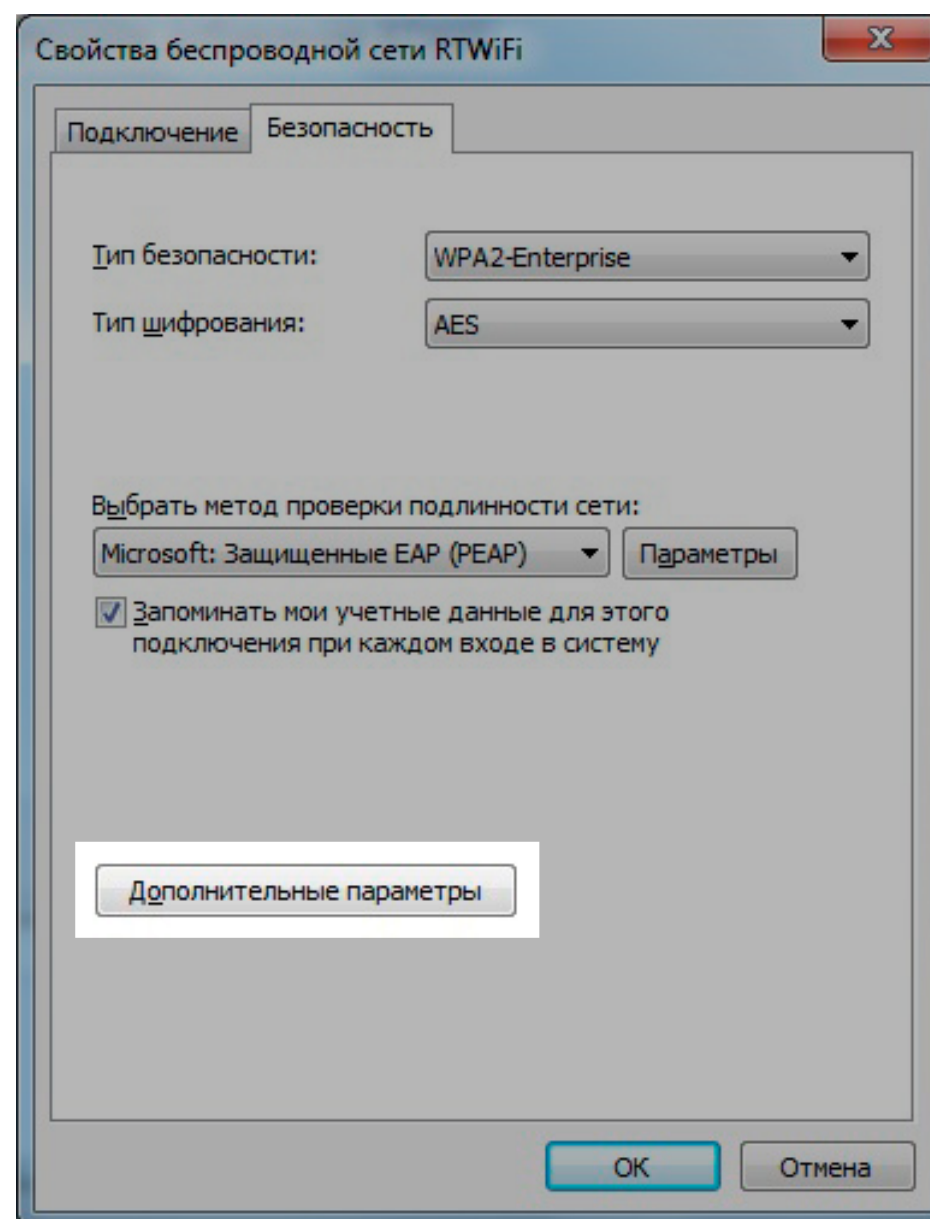 Свойства беспроводной сети RTWiFi
Подключение
Безопасность
Тип безопасности:
WPA2-Enterprise
Тип шифрования:
AES
Выбрать метод проверки подлинности сети:
Microsoft: Защищенные EAP (PEAP)
Параметры
Запоминать мои учетные данные для этого
подключения при каждом входе в систему
Дополнительные параметры
ОК
Отмена